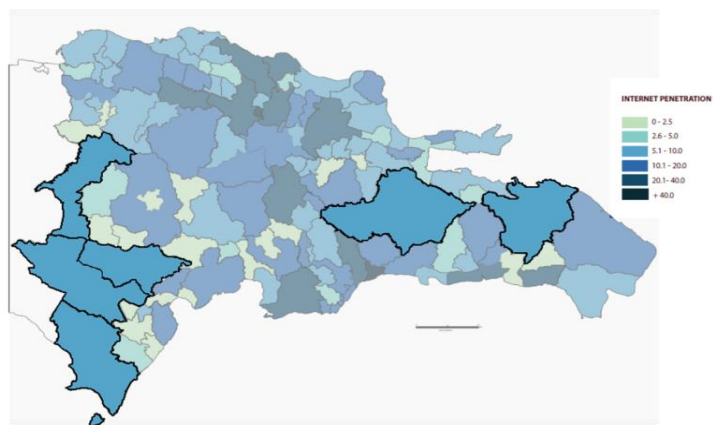 INTERNET PENETRATION
0 - 2.5
2.6 - 5.0
5.1 - 10.0
10.1 - 20.0
20.1- 40.0
+ 40.0